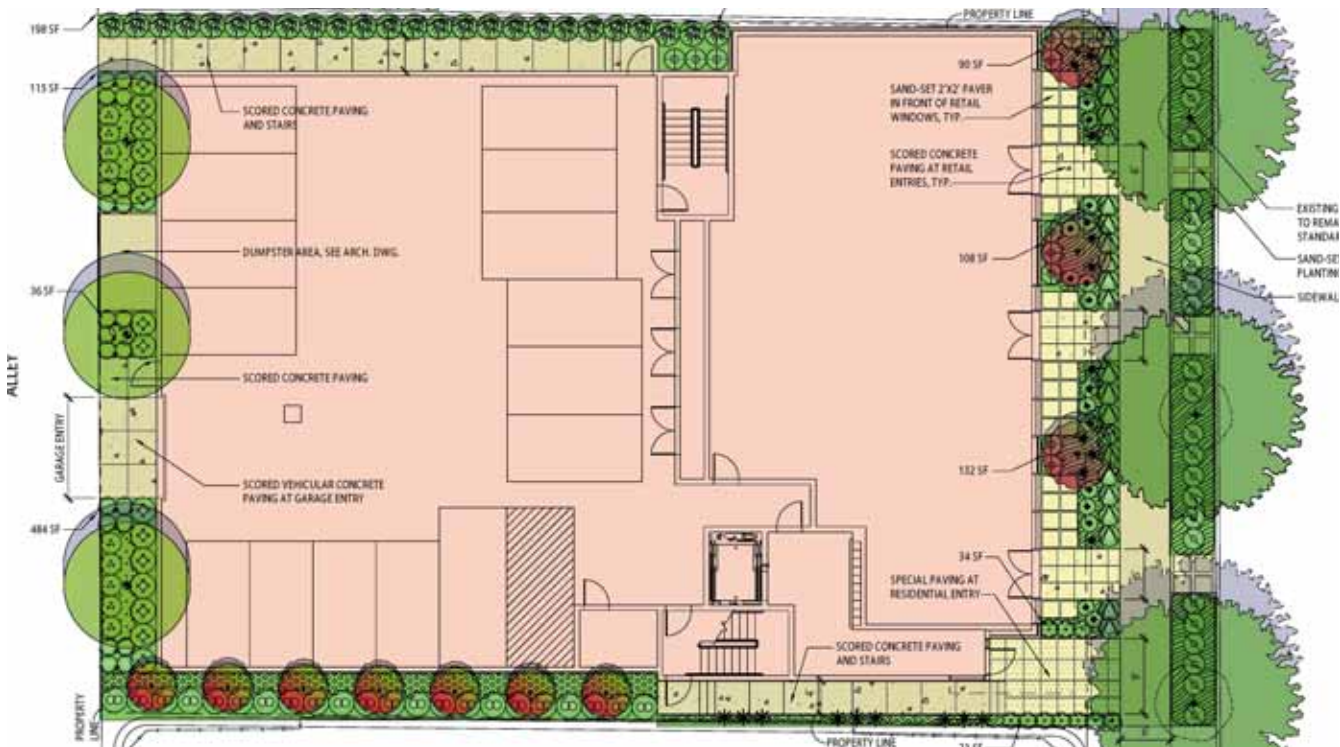 PROPERTY LINE
198 SF
90 SF
113 SF
SAND-SET 2'X2' PAVER
IN FRONT OF RETAIL
WINDOWS, TYP.
SCORED CONCRETE PAVING
AND STAIRS
SCORED CONCRETE
PAVING AT RETAIL
ENTRIES, TYP.
EXISTING
TO REMA
STANDAR
DUMPSTER AREA, SEE ARCH. DWG.
108 SF
SAND-SE
PLANTIN
36 SF
SIDEWAL
ALLEY
SCORED CONCRETE PAVING
GARAGE ENTRY
132 SF
SCORED VEHICULAR CONCRETE
PAVING AT GARAGE ENTRY
484 SF
34 SF
SPECIAL PAVING AT
RESIDENTIAL ENTRY
SCORED CONCRETE PAVING
AND STAIRS
PROPERTY
LINE
PROPERTY LINE